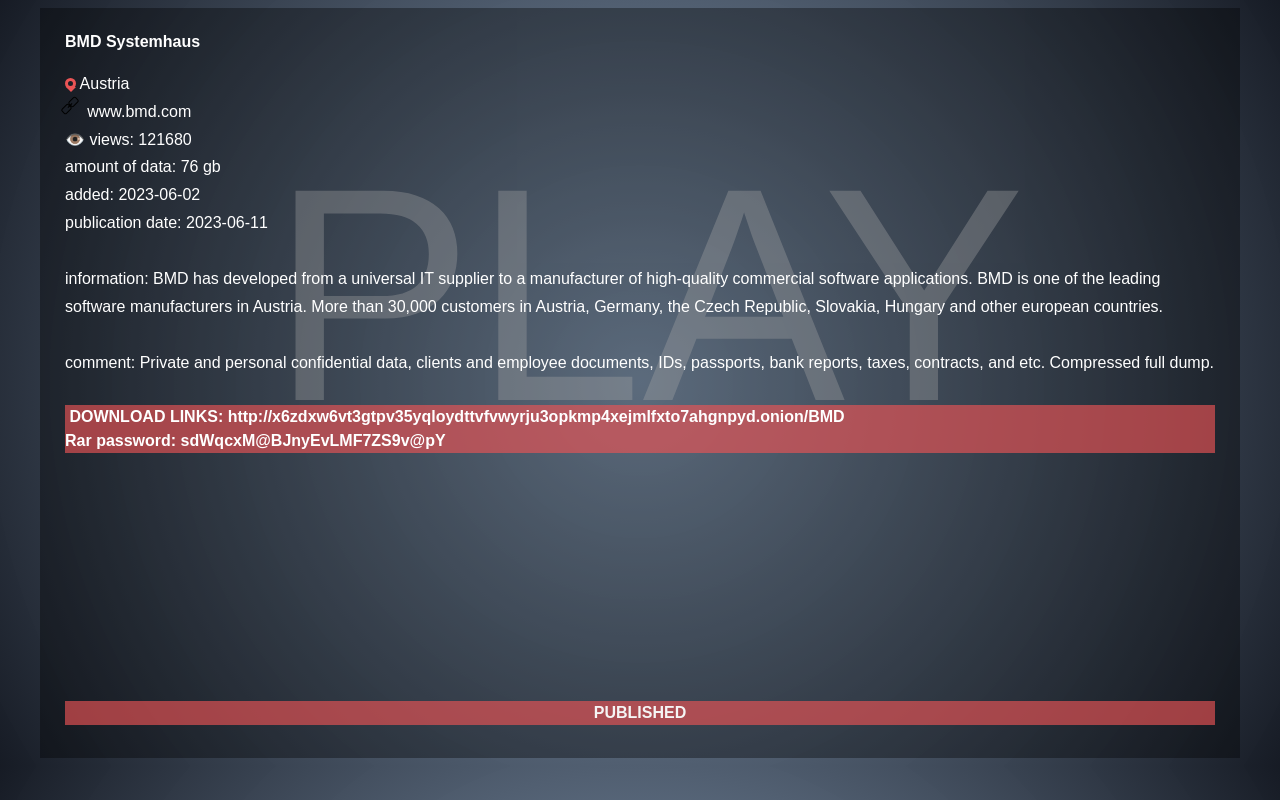 BMD Systemhaus
Austria
www.bmd.com
views: 121680
amount of data: 76 gb
added: 2023-06-02
publication date: 2023-06-11
PLAY
information: BMD has developed from a universal IT supplier to a manufacturer of high-quality commercial software applications. BMD is one of the leading
software manufacturers in Austria. More than 30,000 customers in Austria, Germany, the Czech Republic, Slovakia, Hungary and other european countries.
comment: Private and personal confidential data, clients and employee documents, IDs, passports, bank reports, taxes, contracts, and etc. Compressed full dump.
DOWNLOAD LINKS: http://x6zdxw6vt3gtpv35yqloydttvfvwyrju3opkmp4xejmlfxto7ahgnpyd.onion/BMD
Rar password: sdWqcxM@BJnyEvLMF7ZS9v@pY
PUBLISHED